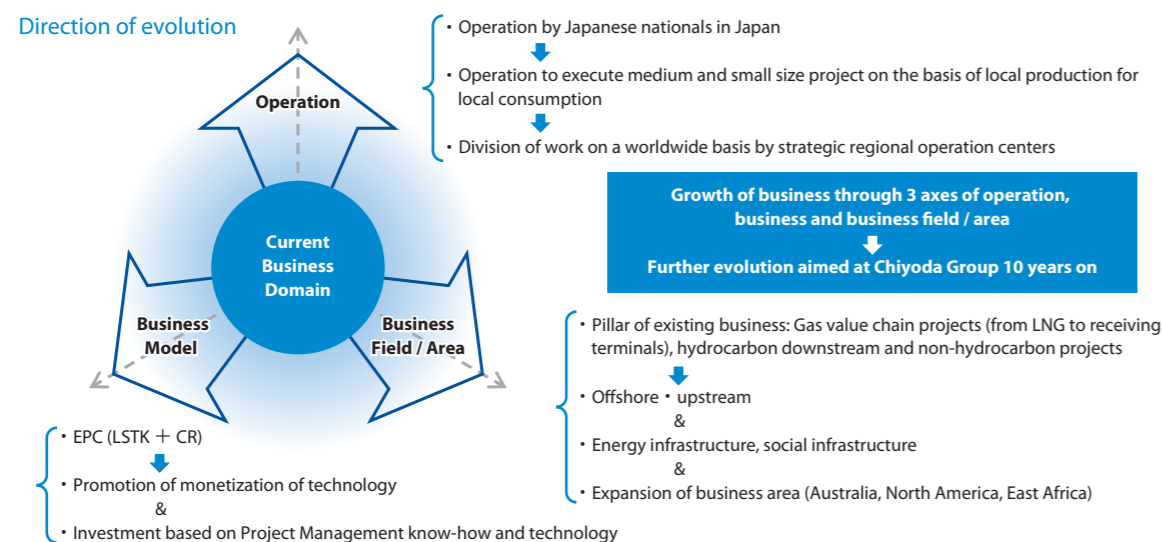 Direction of evolution
Operation
Current
Business
Domain
Business
Model
Business
Field / Area
・Operation by Japanese nationals in Japan
・Operation to execute medium and small size project on the basis of local production for
local consumption
・Division of work on a worldwide basis by strategic regional operation centers
Growth of business through 3 axes of operation,
business and business field / area
Further evolution aimed at Chiyoda Group 10 years on
・Pillar of existing business: Gas value chain projects (from LNG to receiving
terminals), hydrocarbon downstream and non-hydrocarbon projects
・Offshore・upstream
&
・Energy infrastructure, social infrastructure
&
・Expansion of business area (Australia, North America, East Africa)
・EPC (LSTK + CR)
・Promotion of monetization of technology
&
・Investment based on Project Management know-how and technology